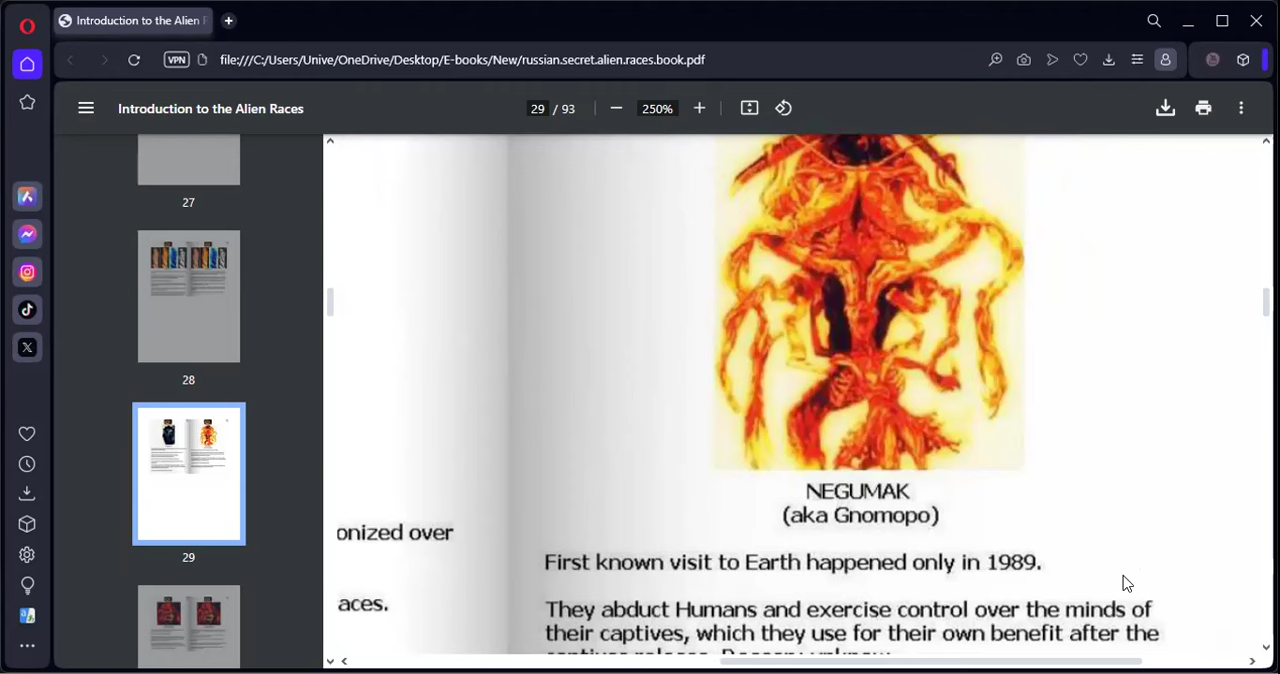 Introduction to the Alien R
VPN
file:///C:/Users/Unive/OneDrive/Desktop/E-books/New/russian.secret.alien.races.book.pdf
Introduction to the Alien Races
29 / 93
250%
27
28
29
NEGUMAK
(aka Gnomopo)
onized over
First known visit to Earth happened only in 1989.
aces.
They abduct Humans and exercise control over the minds of
their captives, which they use for their own benefit after the